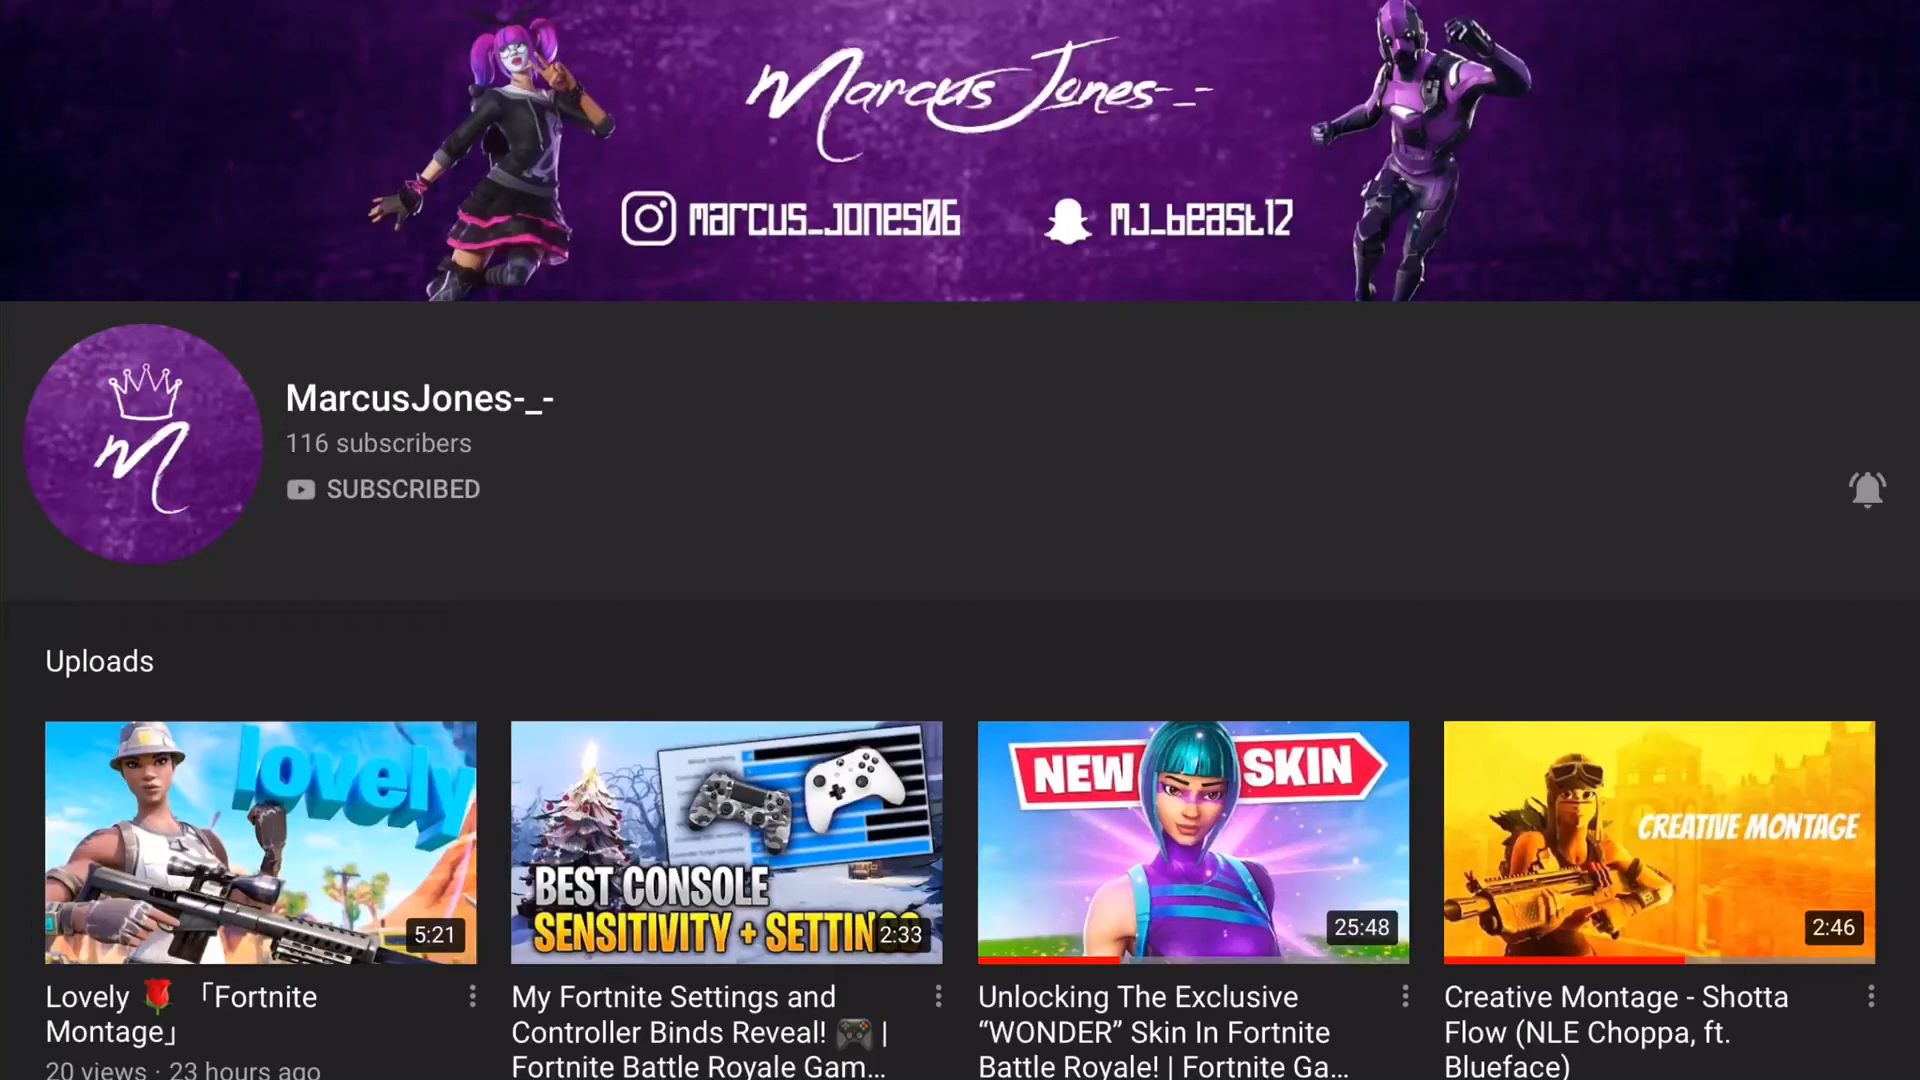 Marcus Jones-_-
marcus_jones06
mj_beast12
M
MarcusJones-_-
116 subscribers
SUBSCRIBED
Uploads
lovely
5:21
BEST CONSOLE
SENSITIVITY +
2:33
NEW SKIN
25:48
CREATIVE MONTAGE
2:46
Lovely 🌹 「Fortnite
Montage」
20 views · 23 hours ago
My Fortnite Settings and
Controller Binds Reveal! 🎮 |
Fortnite Battle Royale Gam...
Unlocking The Exclusive
“WONDER” Skin In Fortnite
Battle Royale! | Fortnite Ga...
Creative Montage - Shotta
Flow (NLE Choppa, ft.
Blueface)